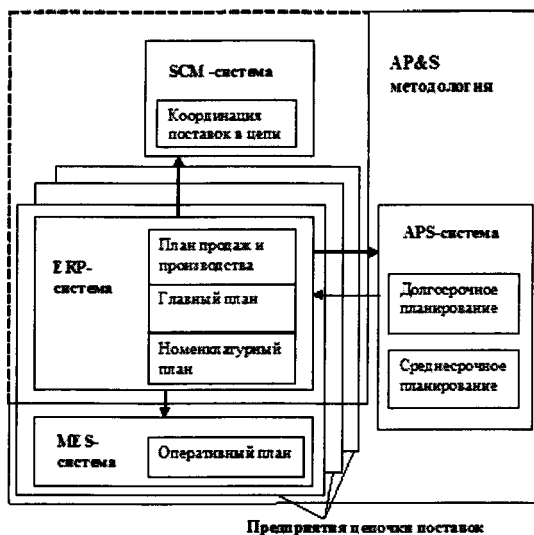 SCM -система
Координация
поставок в цепи
AP&S
методология
ERP-
система
План продаж и
производства
Главный план
Номенклатурный
план
APS-система
Долгосрочное
планирование
Среднесрочное
планирование
MES-
система
Оперативный план
Предприятия цепочки поставок